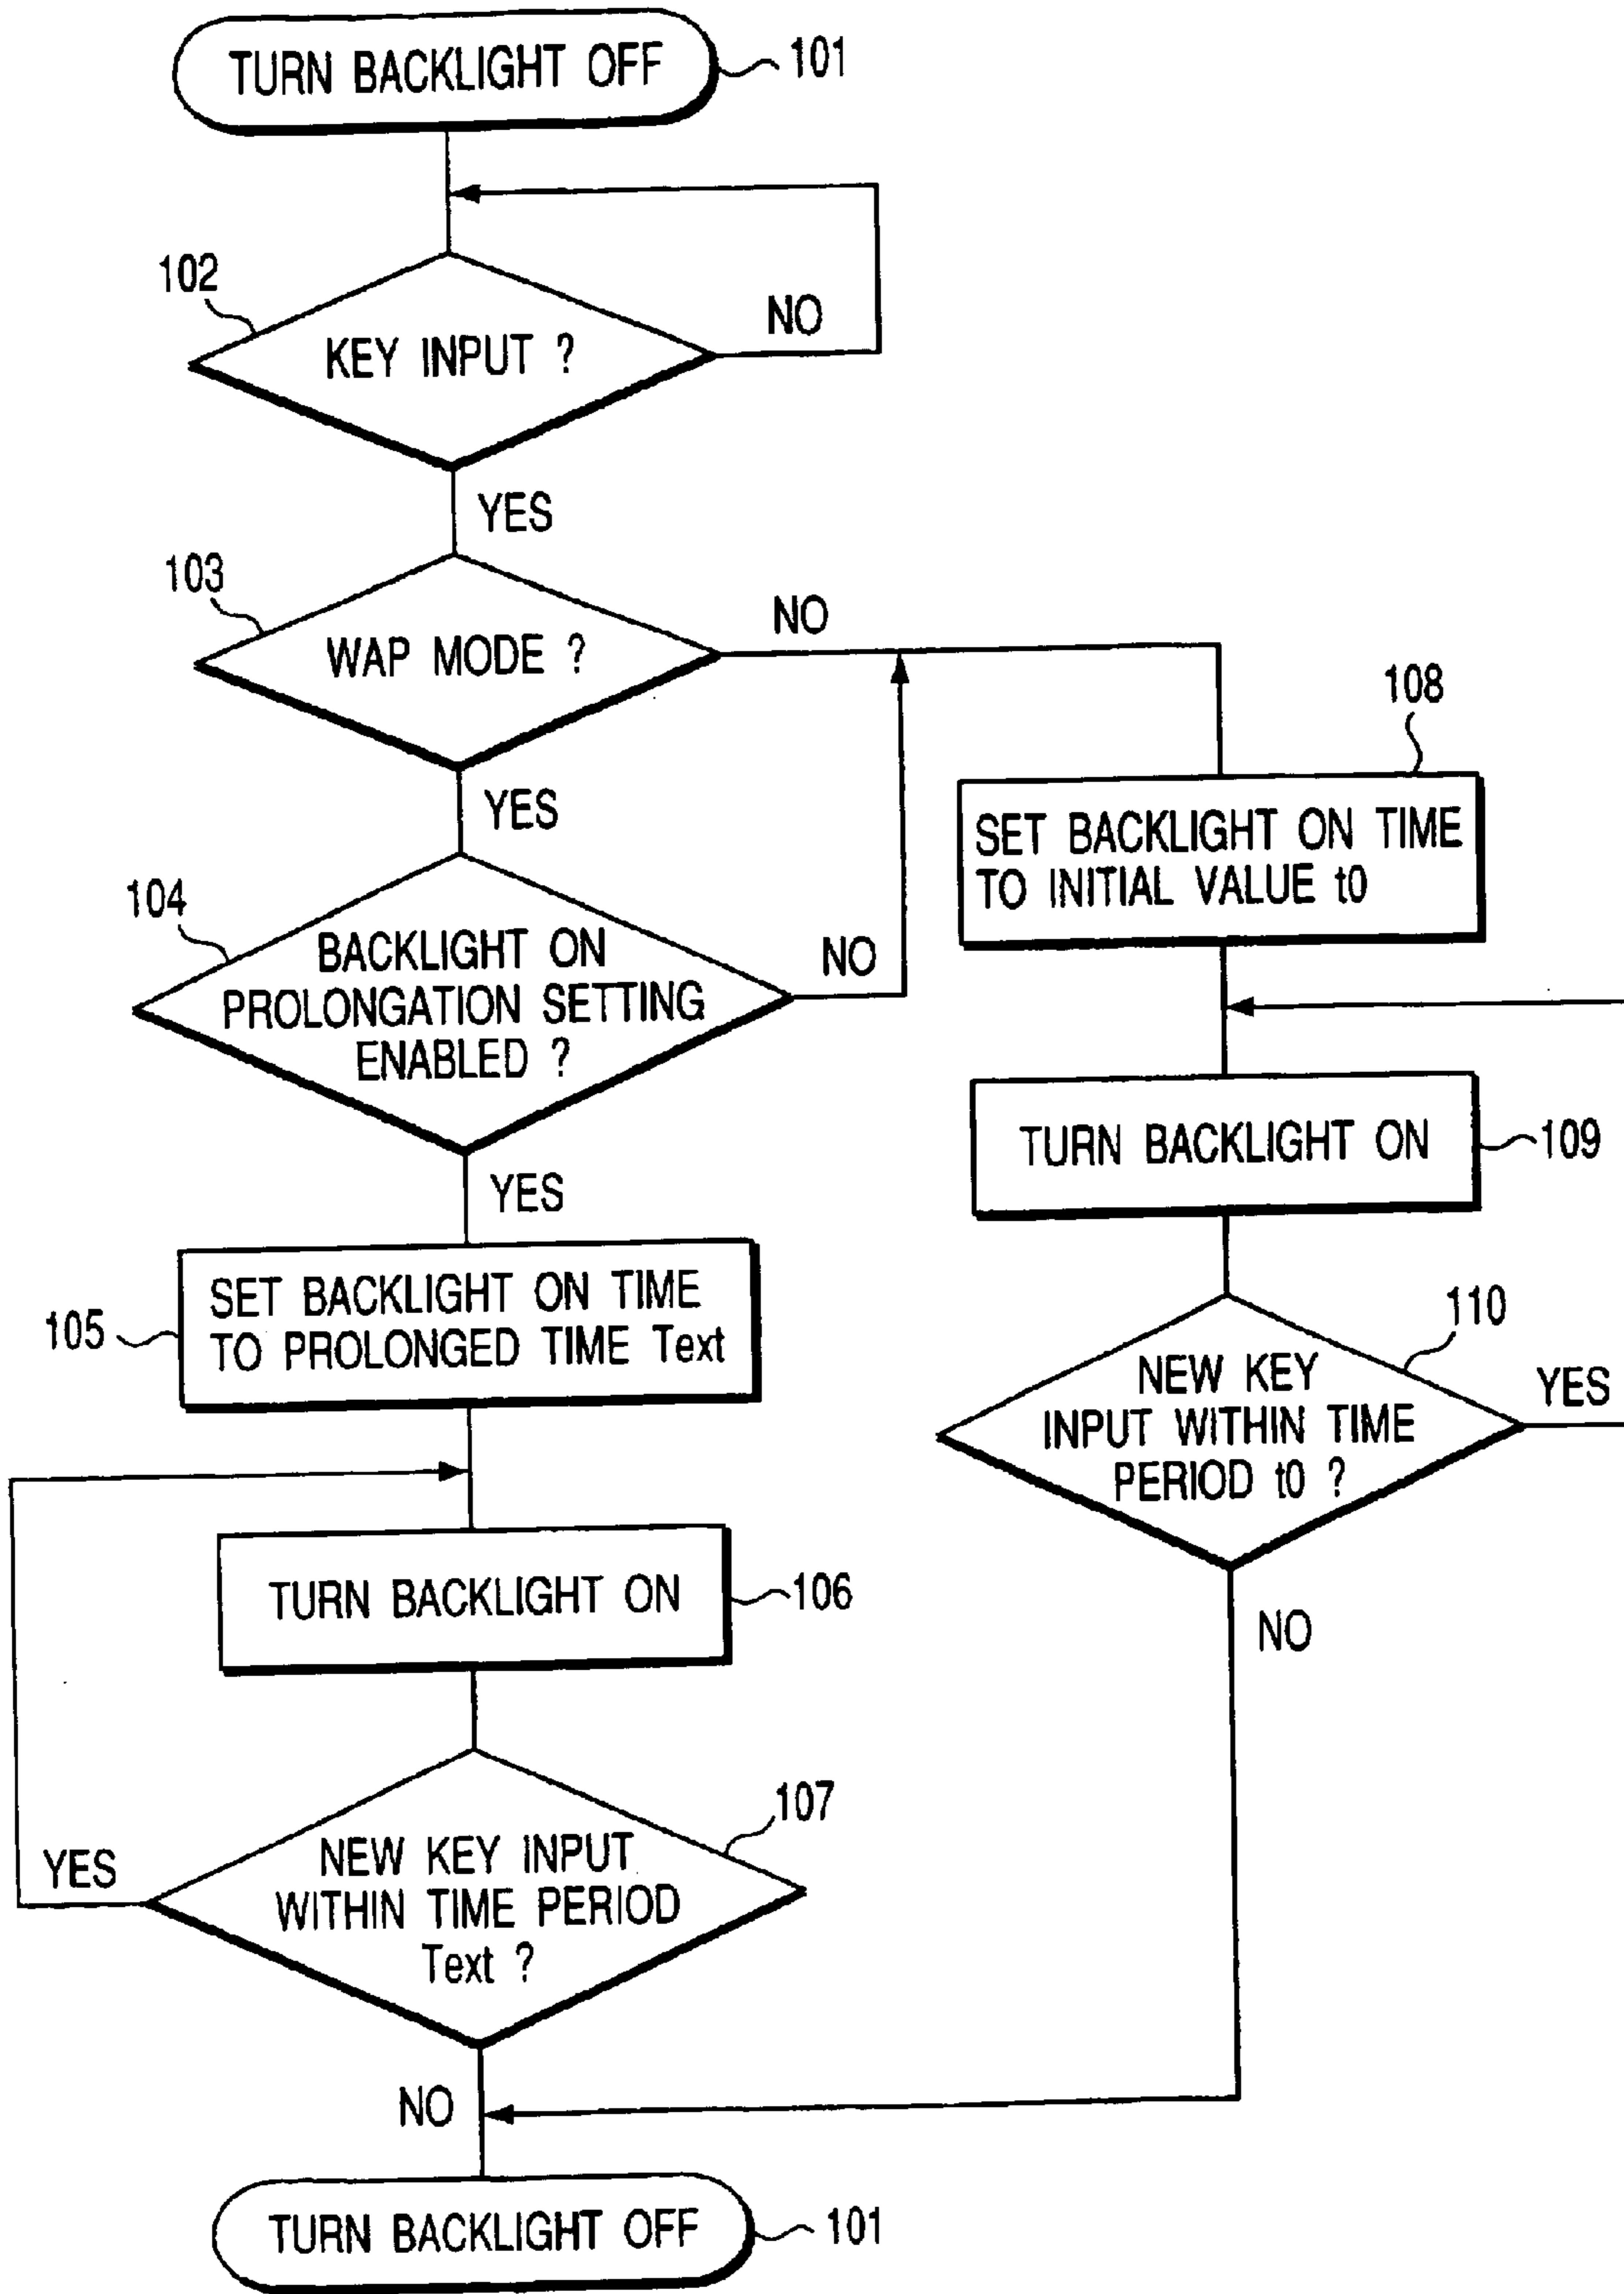 TURN BACKLIGHT OFF
101
102
KEY INPUT ?
NO
YES
103
WAP MODE ?
NO
YES
104
BACKLIGHT ON
PROLONGATION SETTING
ENABLED ?
NO
YES
105
SET BACKLIGHT ON TIME
TO PROLONGED TIME Text
TURN BACKLIGHT ON
106
107
NEW KEY INPUT
WITHIN TIME PERIOD
Text ?
YES
NO
108
SET BACKLIGHT ON TIME
TO INITIAL VALUE t0
TURN BACKLIGHT ON
109
110
NEW KEY
INPUT WITHIN TIME
PERIOD t0 ?
YES
NO
TURN BACKLIGHT OFF
101